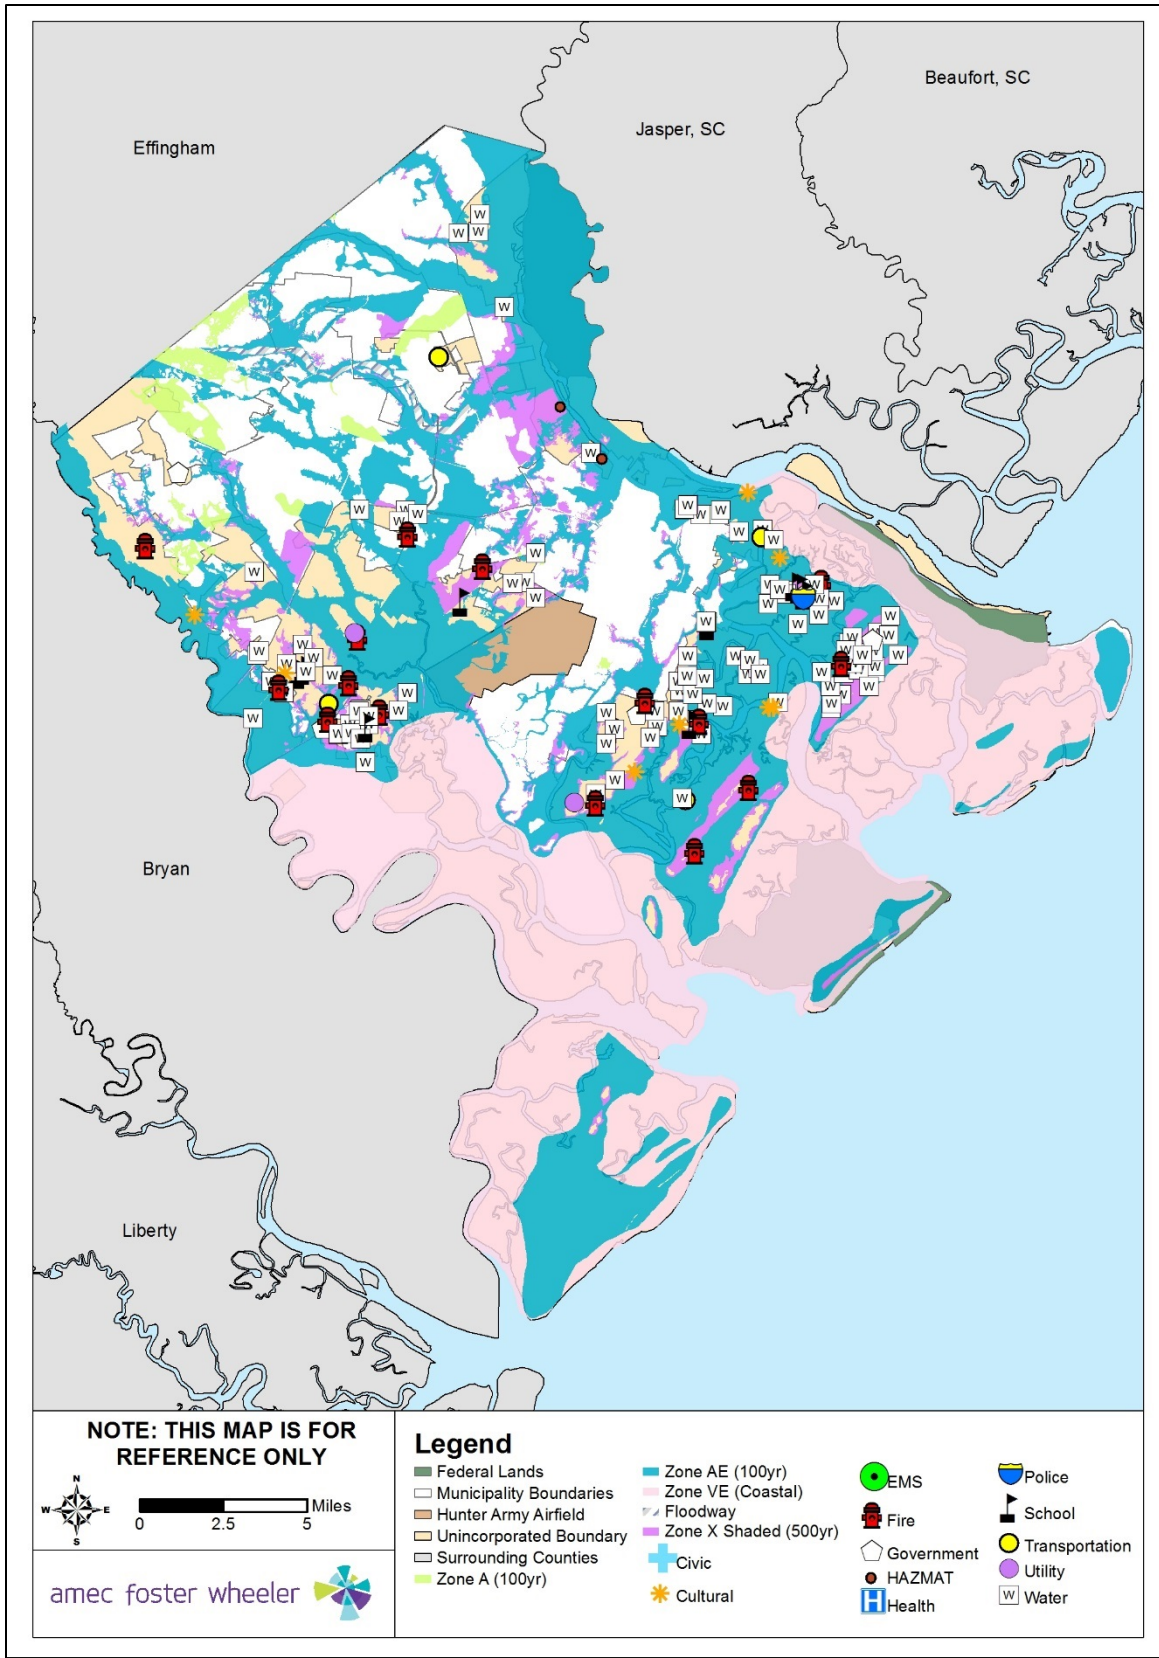 Beaufort, SC
Jasper, SC
Effingham
Bryan
Liberty
NOTE: THIS MAP IS FOR
REFERENCE ONLY
N
W E
S
Miles
0 2.5 5
amec foster wheeler
Legend
Federal Lands
Municipality Boundaries
Hunter Army Airfield
Unincorporated Boundary
Surrounding Counties
Zone A (100yr)
Zone AE (100yr)
Zone VE (Coastal)
Floodway
Zone X Shaded (500yr)
Civic
Cultural
EMS
Fire
Government
HAZMAT
H Health
Police
School
Transportation
Utility
W Water